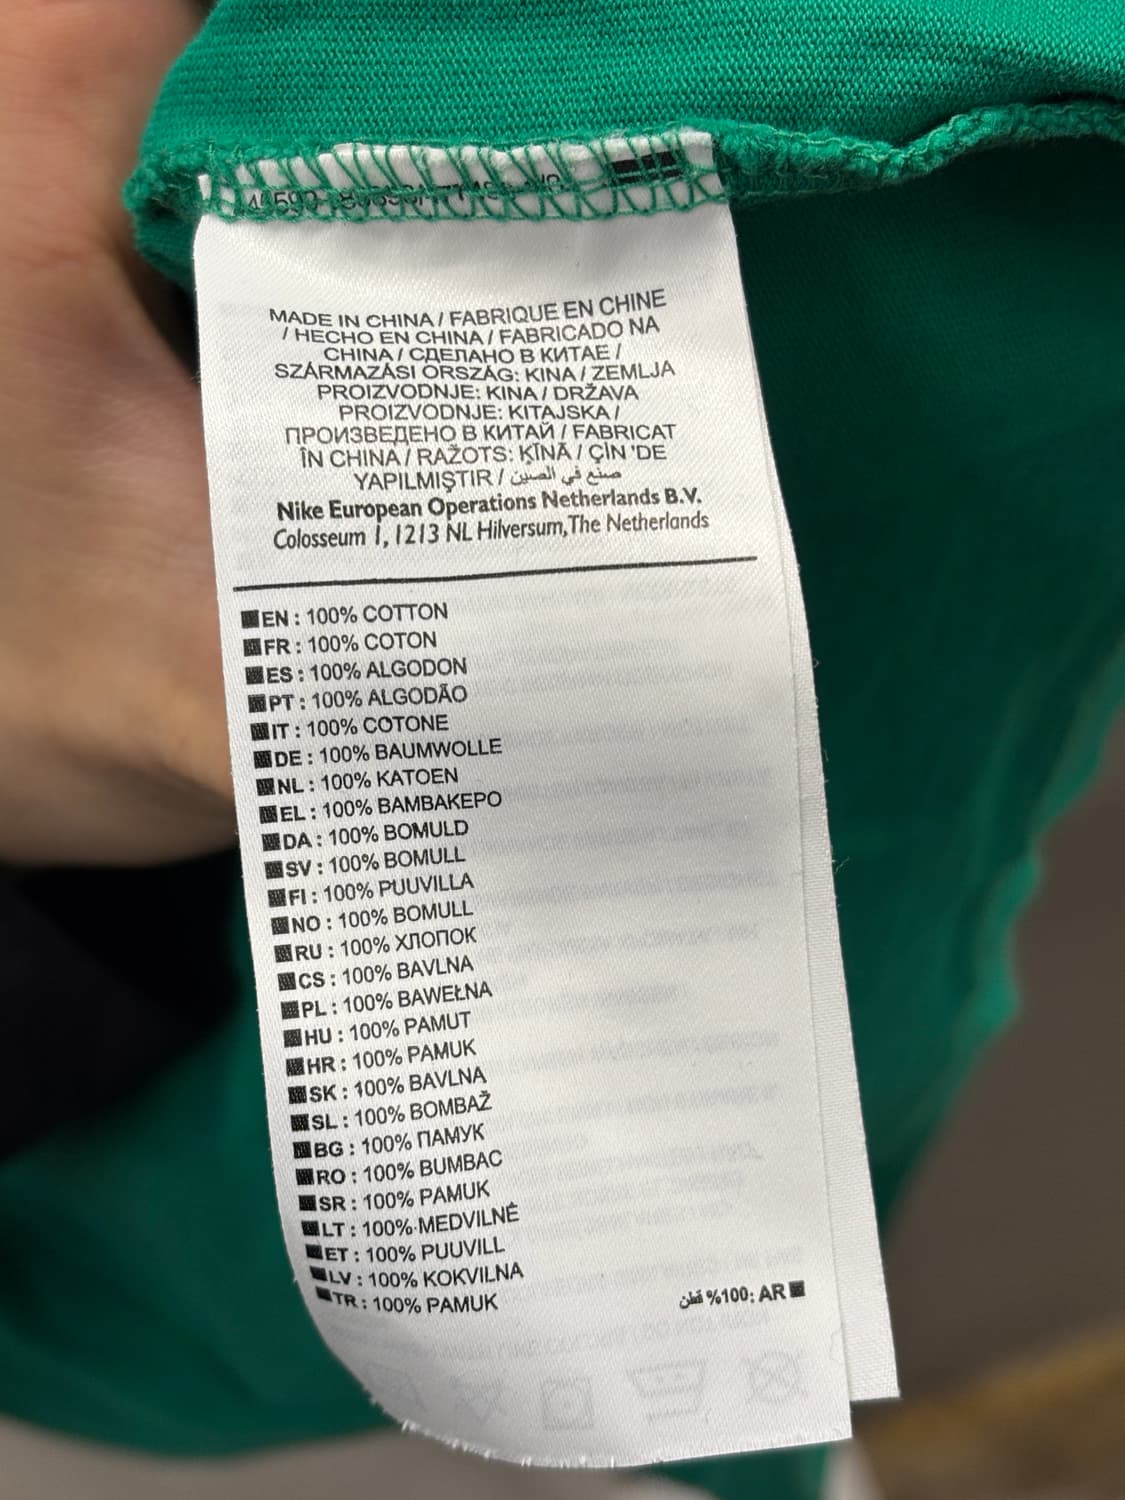 MADE IN CHINA / FABRIQUE EN CHINE
/ HECHO EN CHINA / FABRICADO NA
CHINA / СДЕЛАНО В КИТАЕ /
SZÁRMAZÁSI ORSZÁG: KINA / ZEMLJA
PROIZVODNJE: KINA / DRŽAVA
PROIZVODNJE: KITAJSKA /
ПРОИЗВЕДЕНО В КИТАЙ / FABRICAT
ÎN CHINA / RAŽOTS: ĶĪNĀ / ÇİN 'DE
YAPILMIŞTIR / صنع في الصين
Nike European Operations Netherlands B.V.
Colosseum 1, 1213 NL Hilversum, The Netherlands
EN : 100% COTTON
FR : 100% COTON
ES : 100% ALGODON
PT : 100% ALGODÃO
IT : 100% COTONE
DE : 100% BAUMWOLLE
NL : 100% KATOEN
EL : 100% ΒΑΜΒΑΚΕΡΟ
DA : 100% BOMULD
SV : 100% BOMULL
FI : 100% PUUVILLA
NO : 100% BOMULL
RU : 100% ХЛОПОК
CS : 100% BAVLNA
PL : 100% BAWEŁNA
HU : 100% PAMUT
HR : 100% PAMUK
SK : 100% BAVLNA
SL : 100% BOMBAŽ
BG : 100% ПАМУК
RO : 100% BUMBAC
SR : 100% PAMUK
LT : 100% MEDVILNĖ
ET : 100% PUUVILL
LV : 100% KOKVILNA
TR : 100% PAMUK
AR :100% قطن